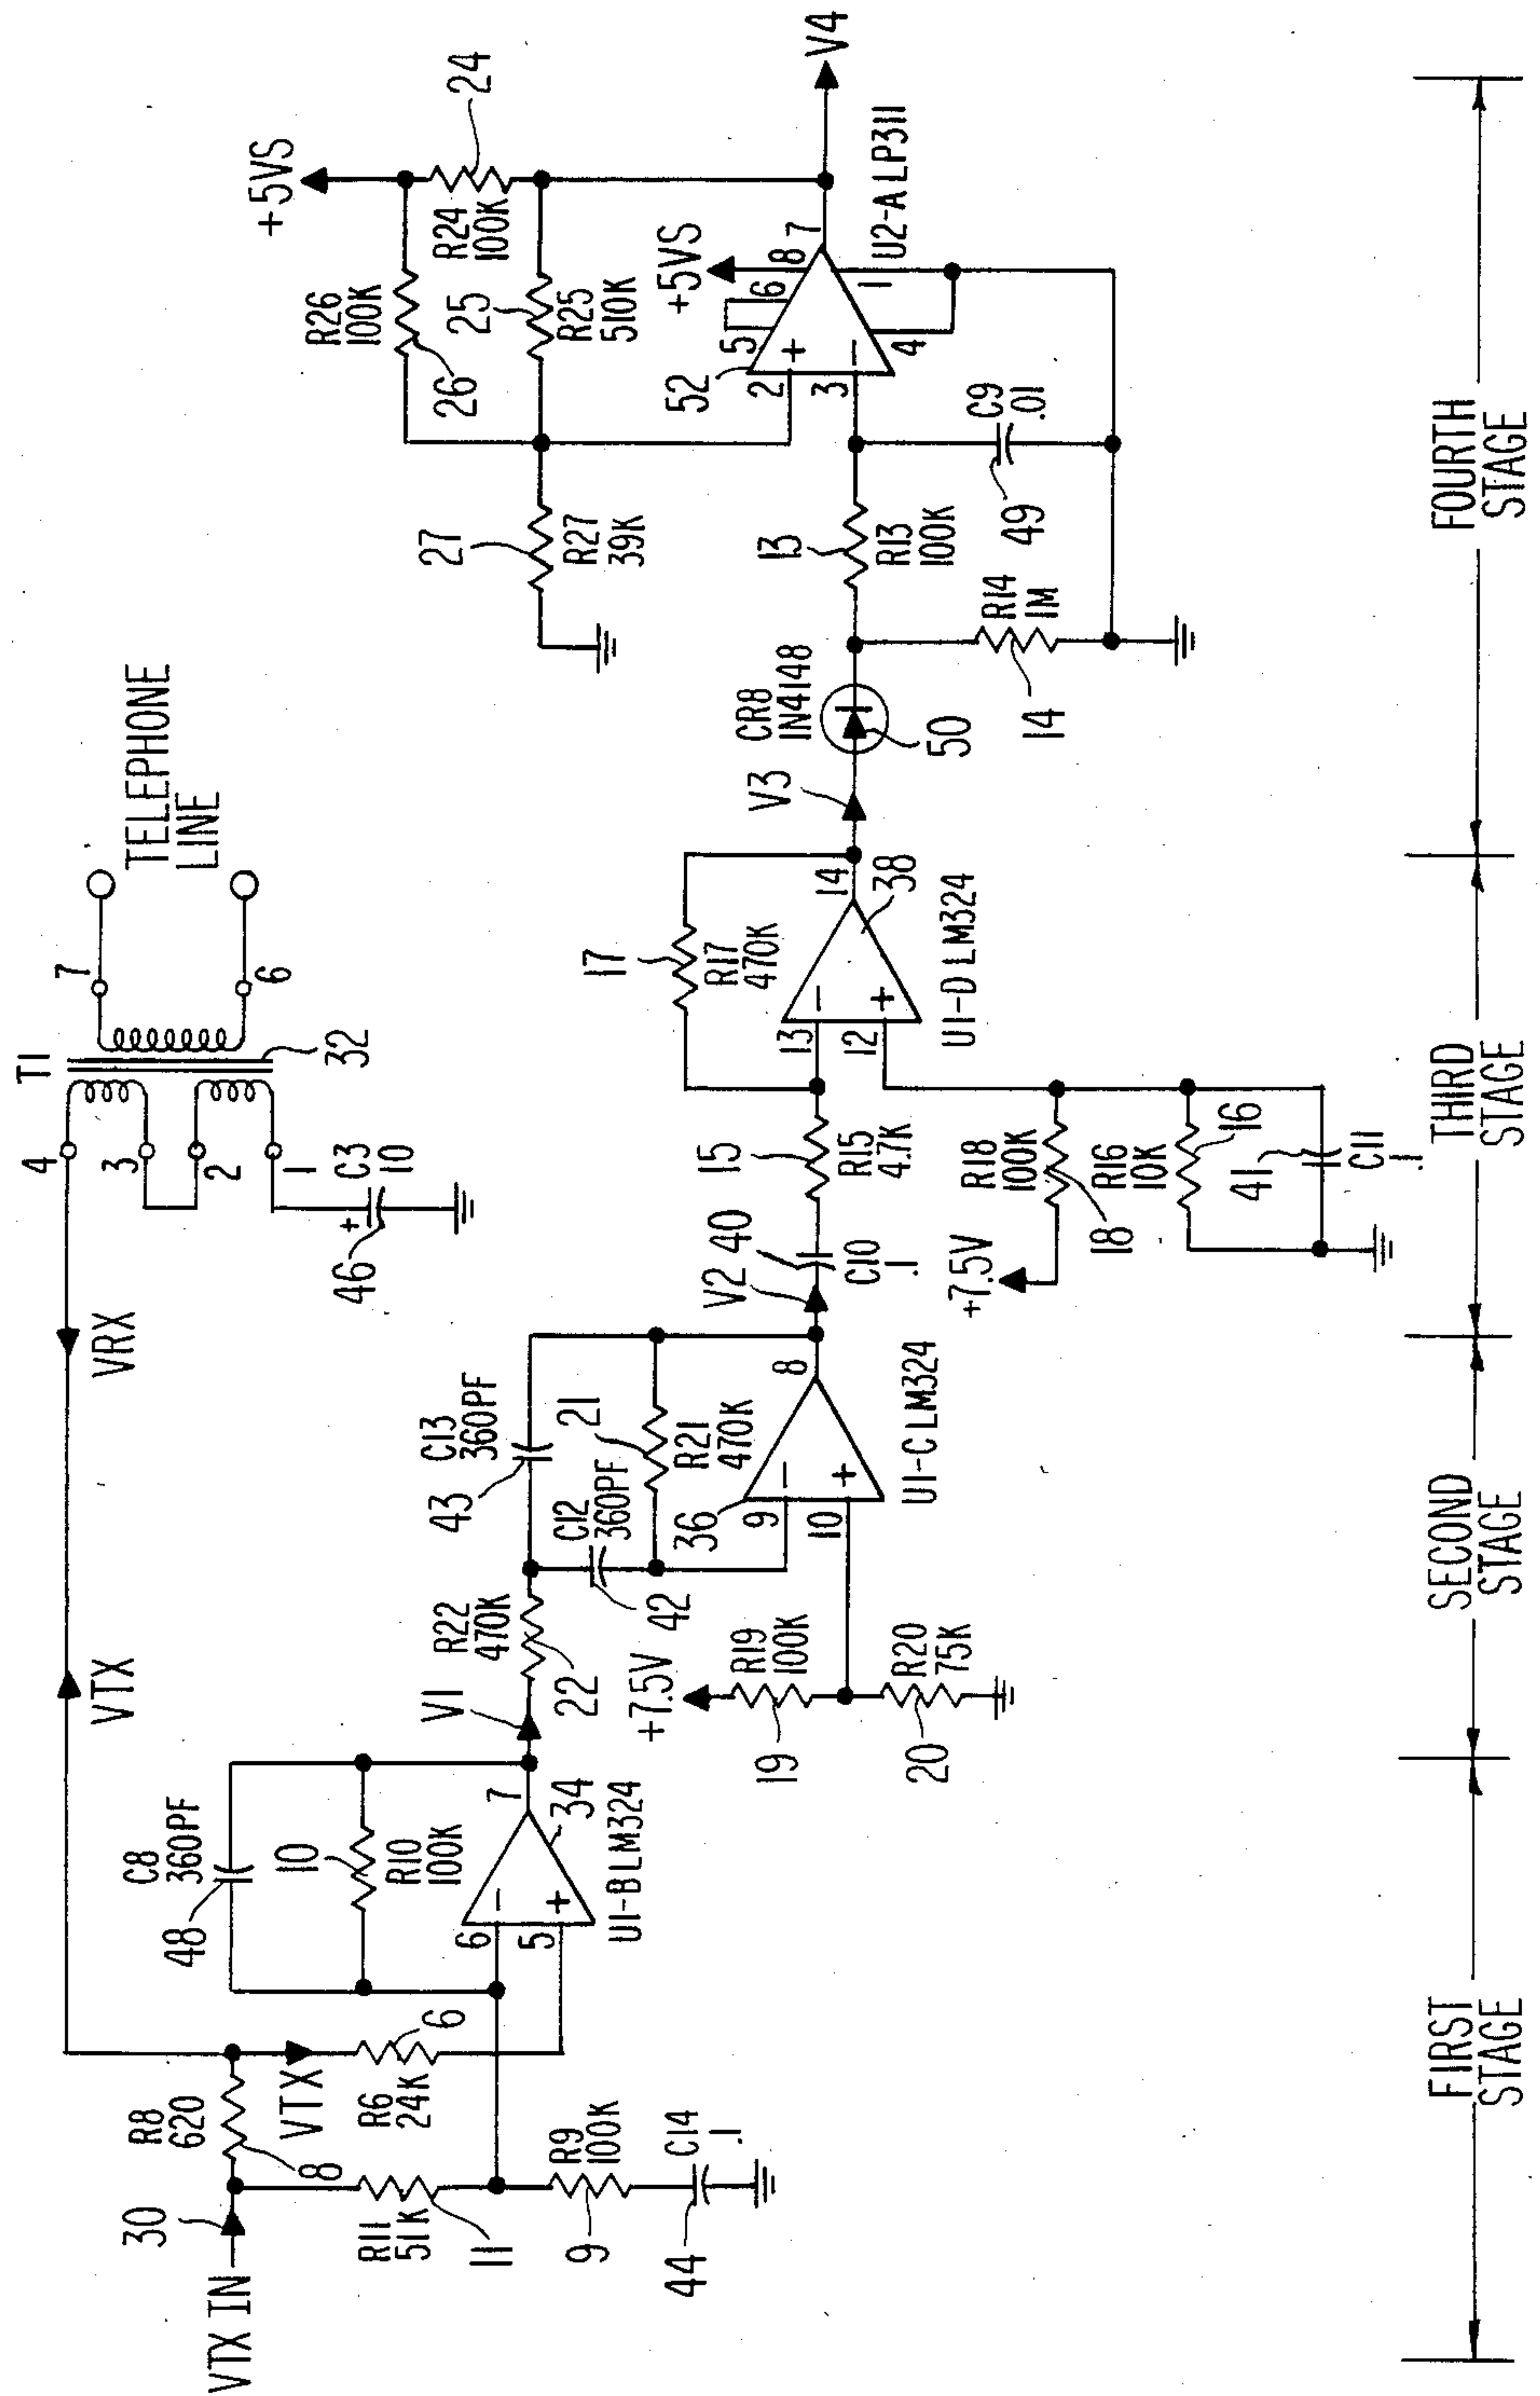 T1
4
3
2
1
7
6
TELEPHONE
LINE
32
C3
10
+
46
VTX
VRX
VTX IN
30
R8
620
8
VTX
R6
24K
6
R11
51K
11
R9
100K
9
C14
.1
44
C8
360PF
48
10
R10
100K
6
5
-
+
7
34
U1-B LM324
V1
R22
470K
22
C13
360PF
43
C12
360PF
42
21
R21
470K
36
9
10
-
+
8
U1-C LM324
+7.5V
R19
100K
19
R20
75K
20
V2
40
C10
.1
15
R15
4.7K
17
R17
470K
13
12
-
+
14
38
U1-D LM324
+7.5V
R18
100K
18
R16
10K
16
41
C11
.1
V3
CR8
1N4148
50
R14
1M
14
13
R13
100K
C9
.01
49
27
R27
39K
R26
100K
26
25
R25
510K
+5VS
R24
100K
24
52
2
3
+
-
5
6
8
+5VS
4
1
7
U2-A LP311
V4
FIRST
STAGE
SECOND
STAGE
THIRD
STAGE
FOURTH
STAGE